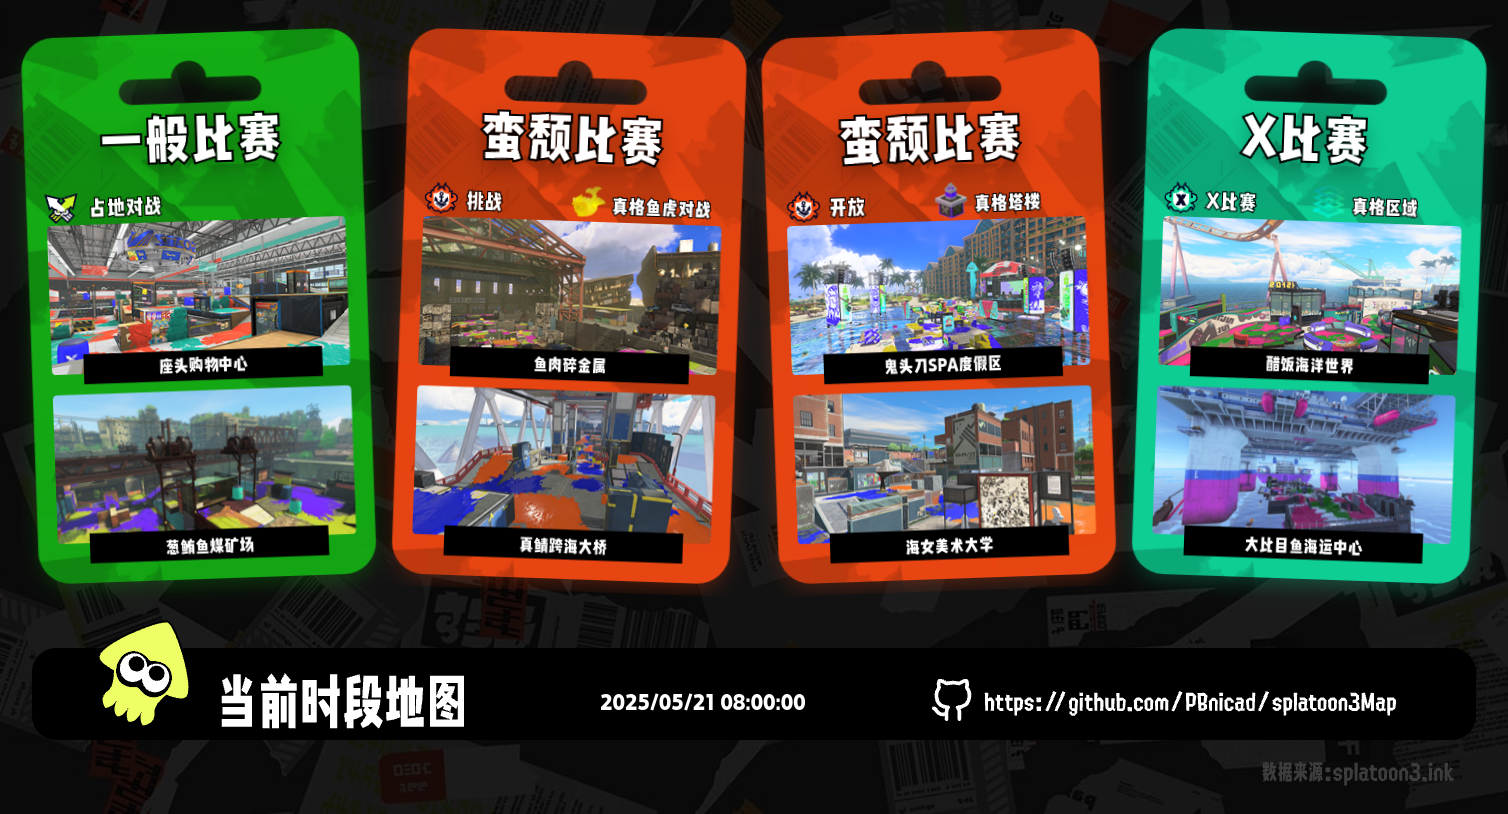 一般比赛
占地对战
座头购物中心
葱鲔鱼煤矿场
蛮颓比赛
挑战
真格鱼虎对战
鱼肉碎金属
真鲭跨海大桥
蛮颓比赛
开放
真格塔楼
鬼头刀SPA度假区
海女美术大学
X比赛
X比赛
真格区域
醋饭海洋世界
大比目鱼海运中心
当前时段地图
2025/05/21 08:00:00
https://github.com/PBnicad/splatoon3Map
数据来源:splatoon3.ink